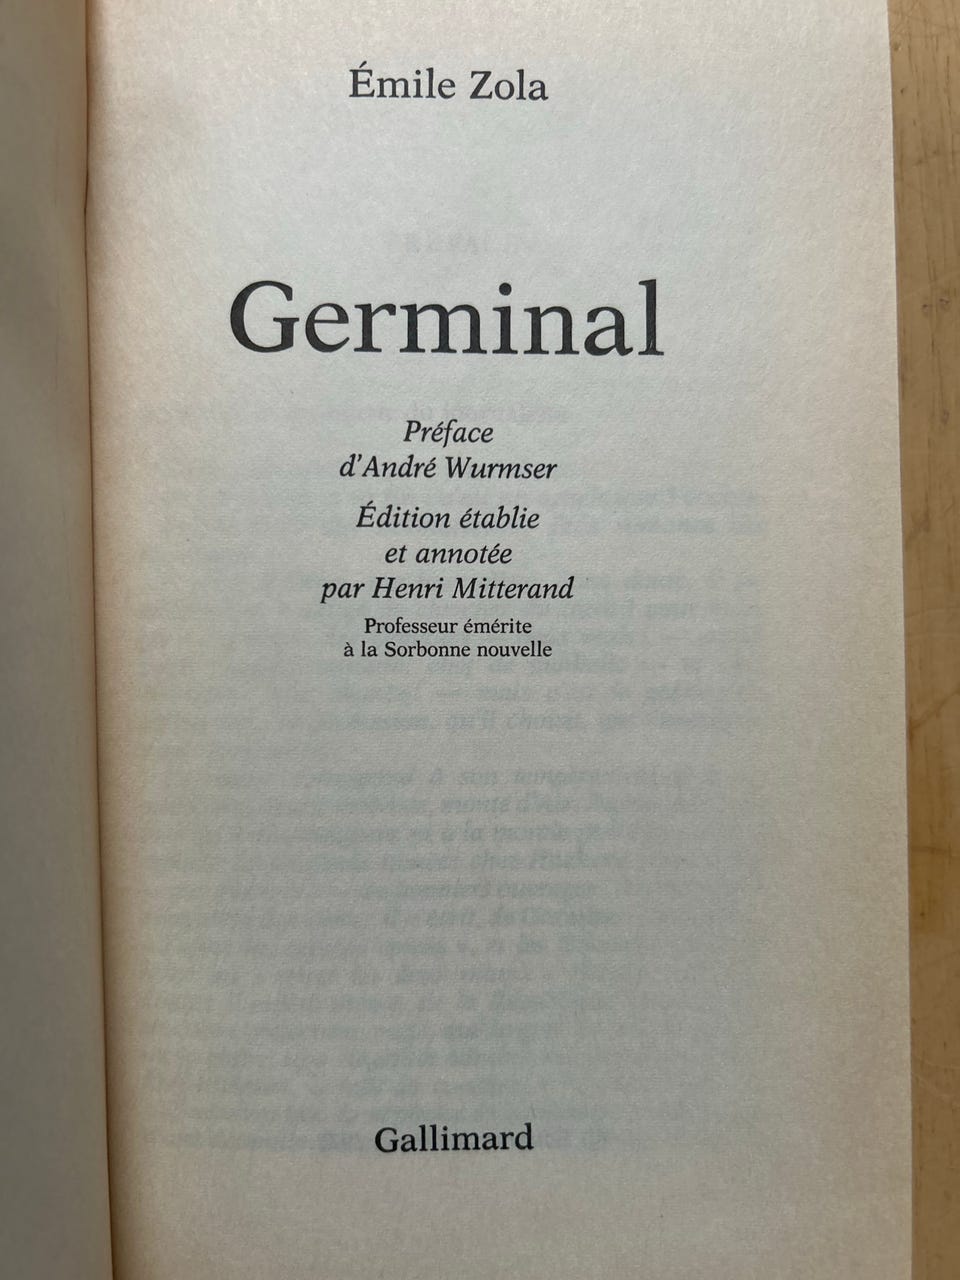 Émile Zola
Germinal
Préface
d'André Wurmser
Édition établie
et annotée
par Henri Mitterand
Professeur émérite
à la Sorbonne nouvelle
Gallimard